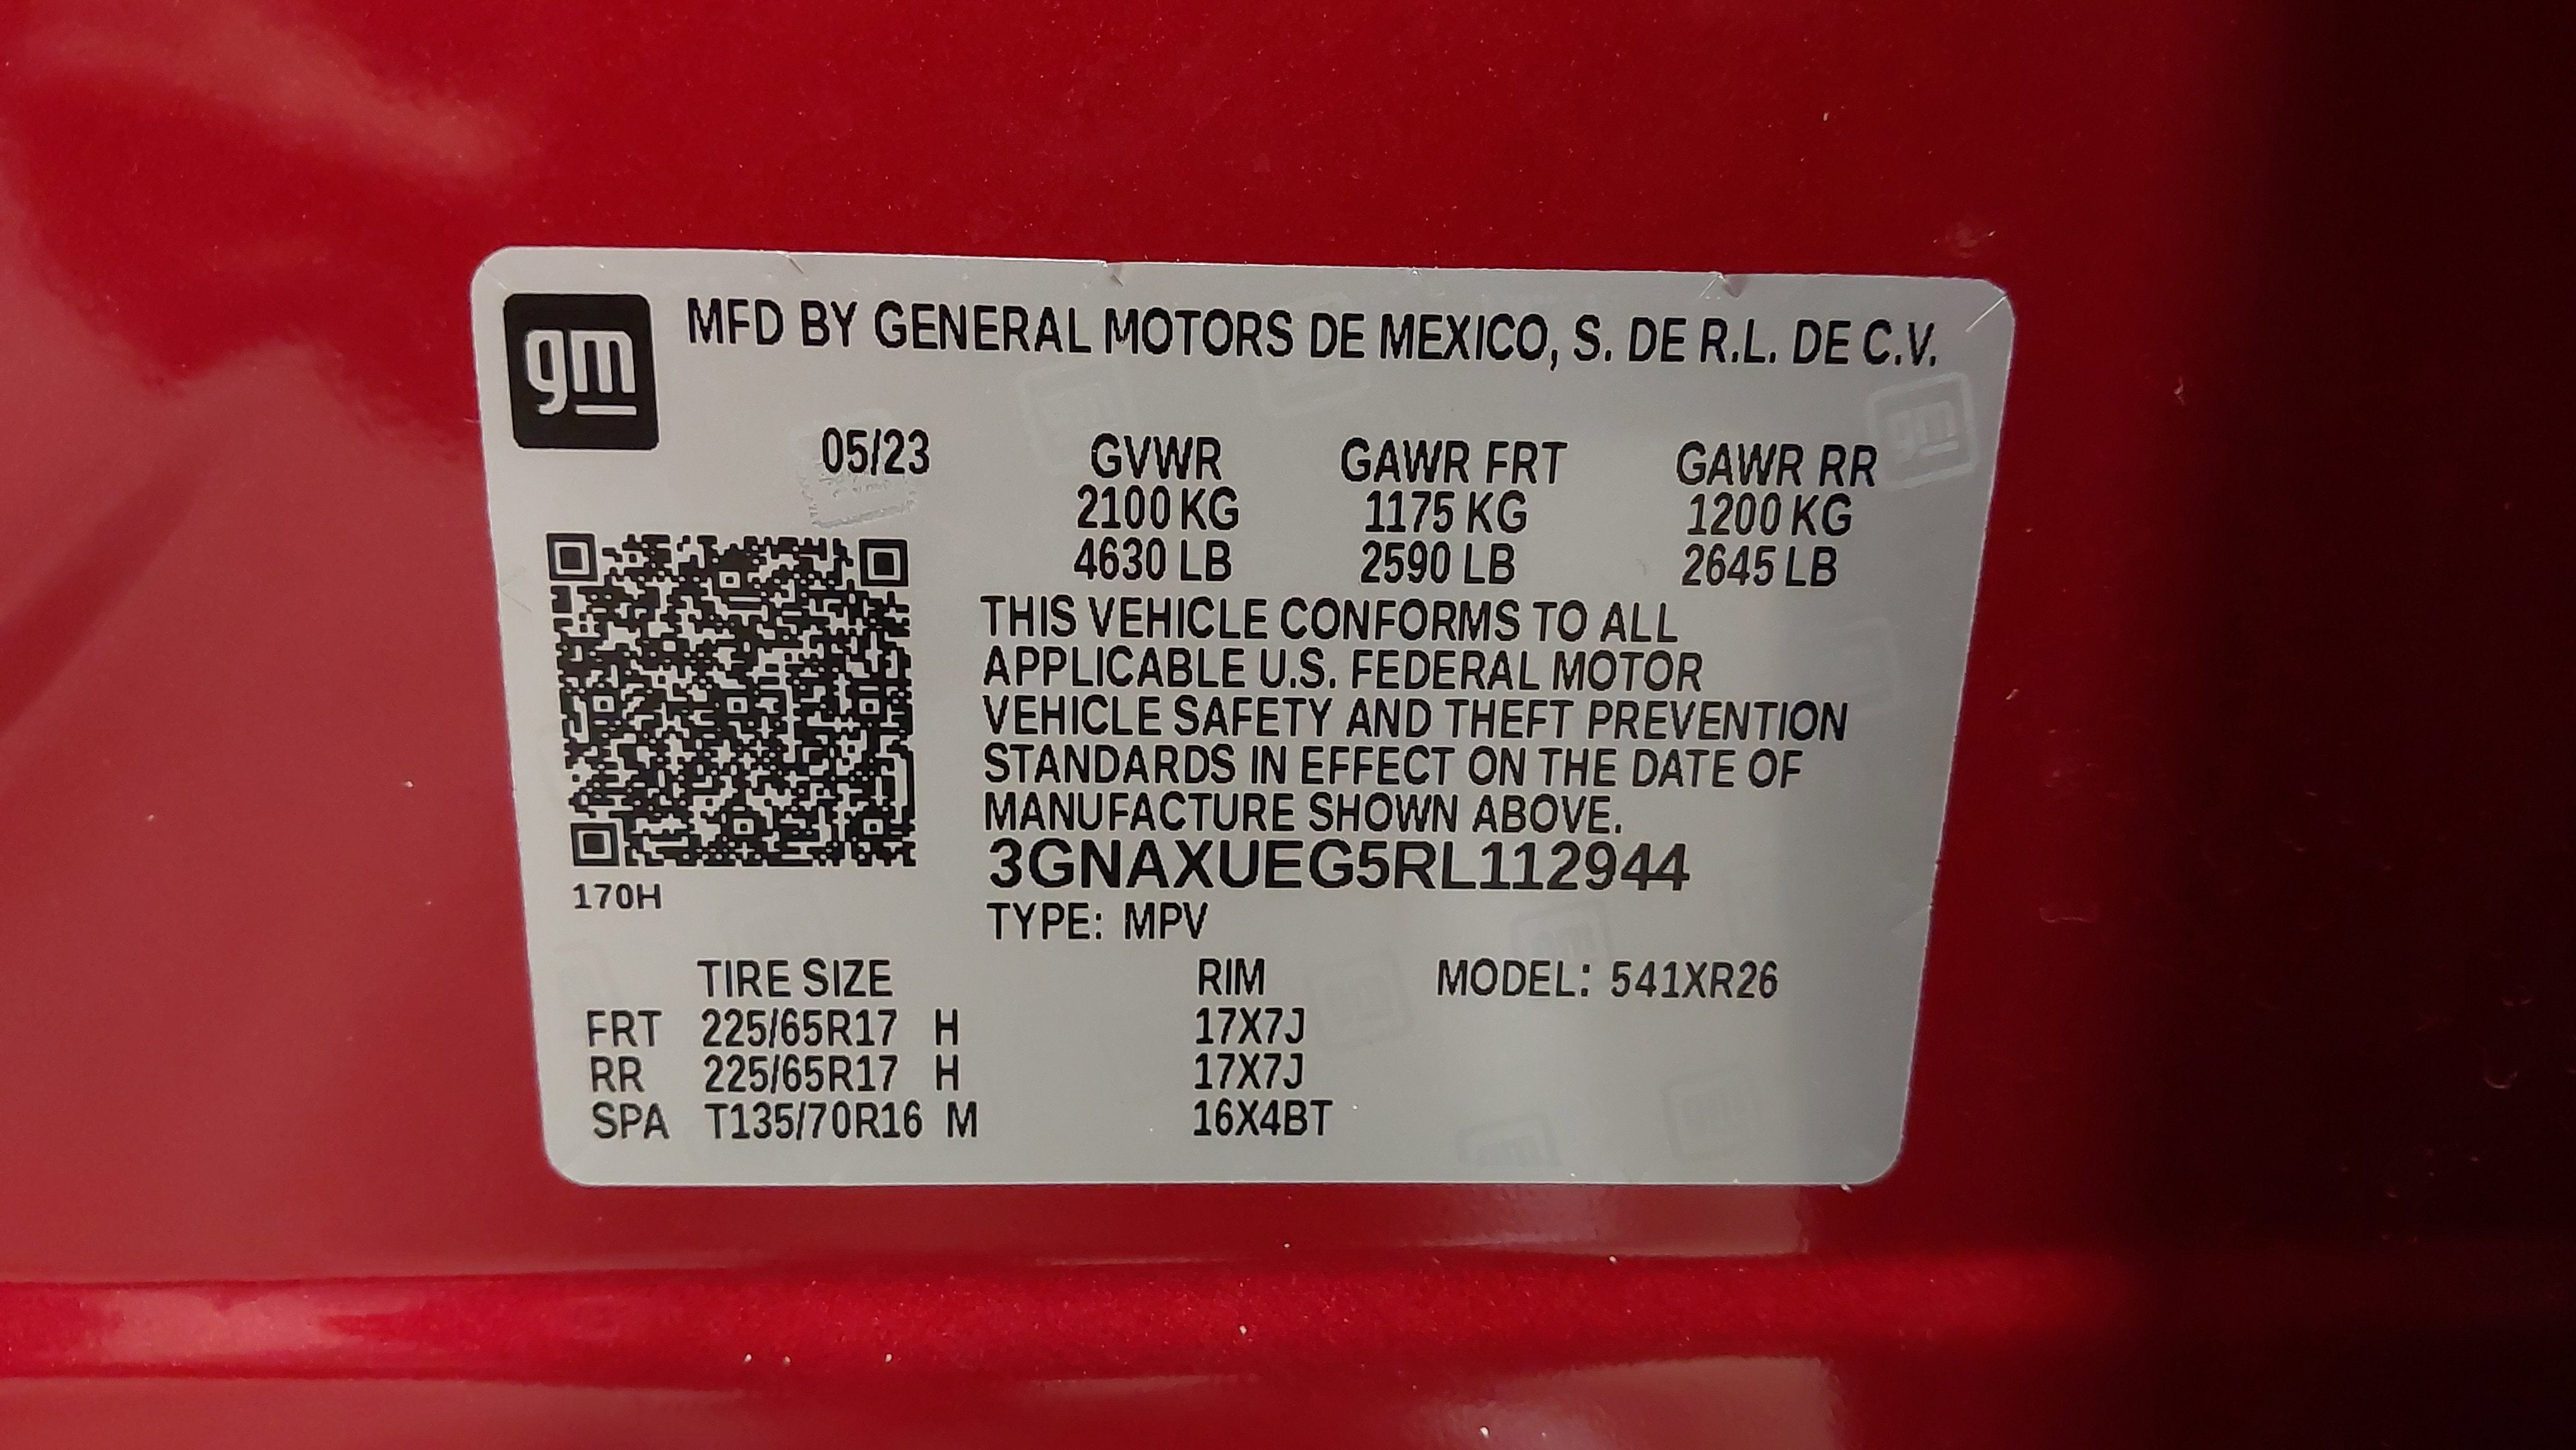 gm MFD BY GENERAL MOTORS DE MEXICO, S. DE R.L. DE C.V.
05/23 GVWR GAWR FRT GAWR RR
2100 KG 1175 KG 1200 KG
4630 LB 2590 LB 2645 LB
THIS VEHICLE CONFORMS TO ALL
APPLICABLE U.S. FEDERAL MOTOR
VEHICLE SAFETY AND THEFT PREVENTION
STANDARDS IN EFFECT ON THE DATE OF
MANUFACTURE SHOWN ABOVE.
3GNAXUEG5RL112944
170H
TYPE: MPV
TIRE SIZE RIM MODEL: 541XR26
FRT 225/65R17 H 17X7J
RR 225/65R17 H 17X7J
SPA T135/70R16 M 16X4BT